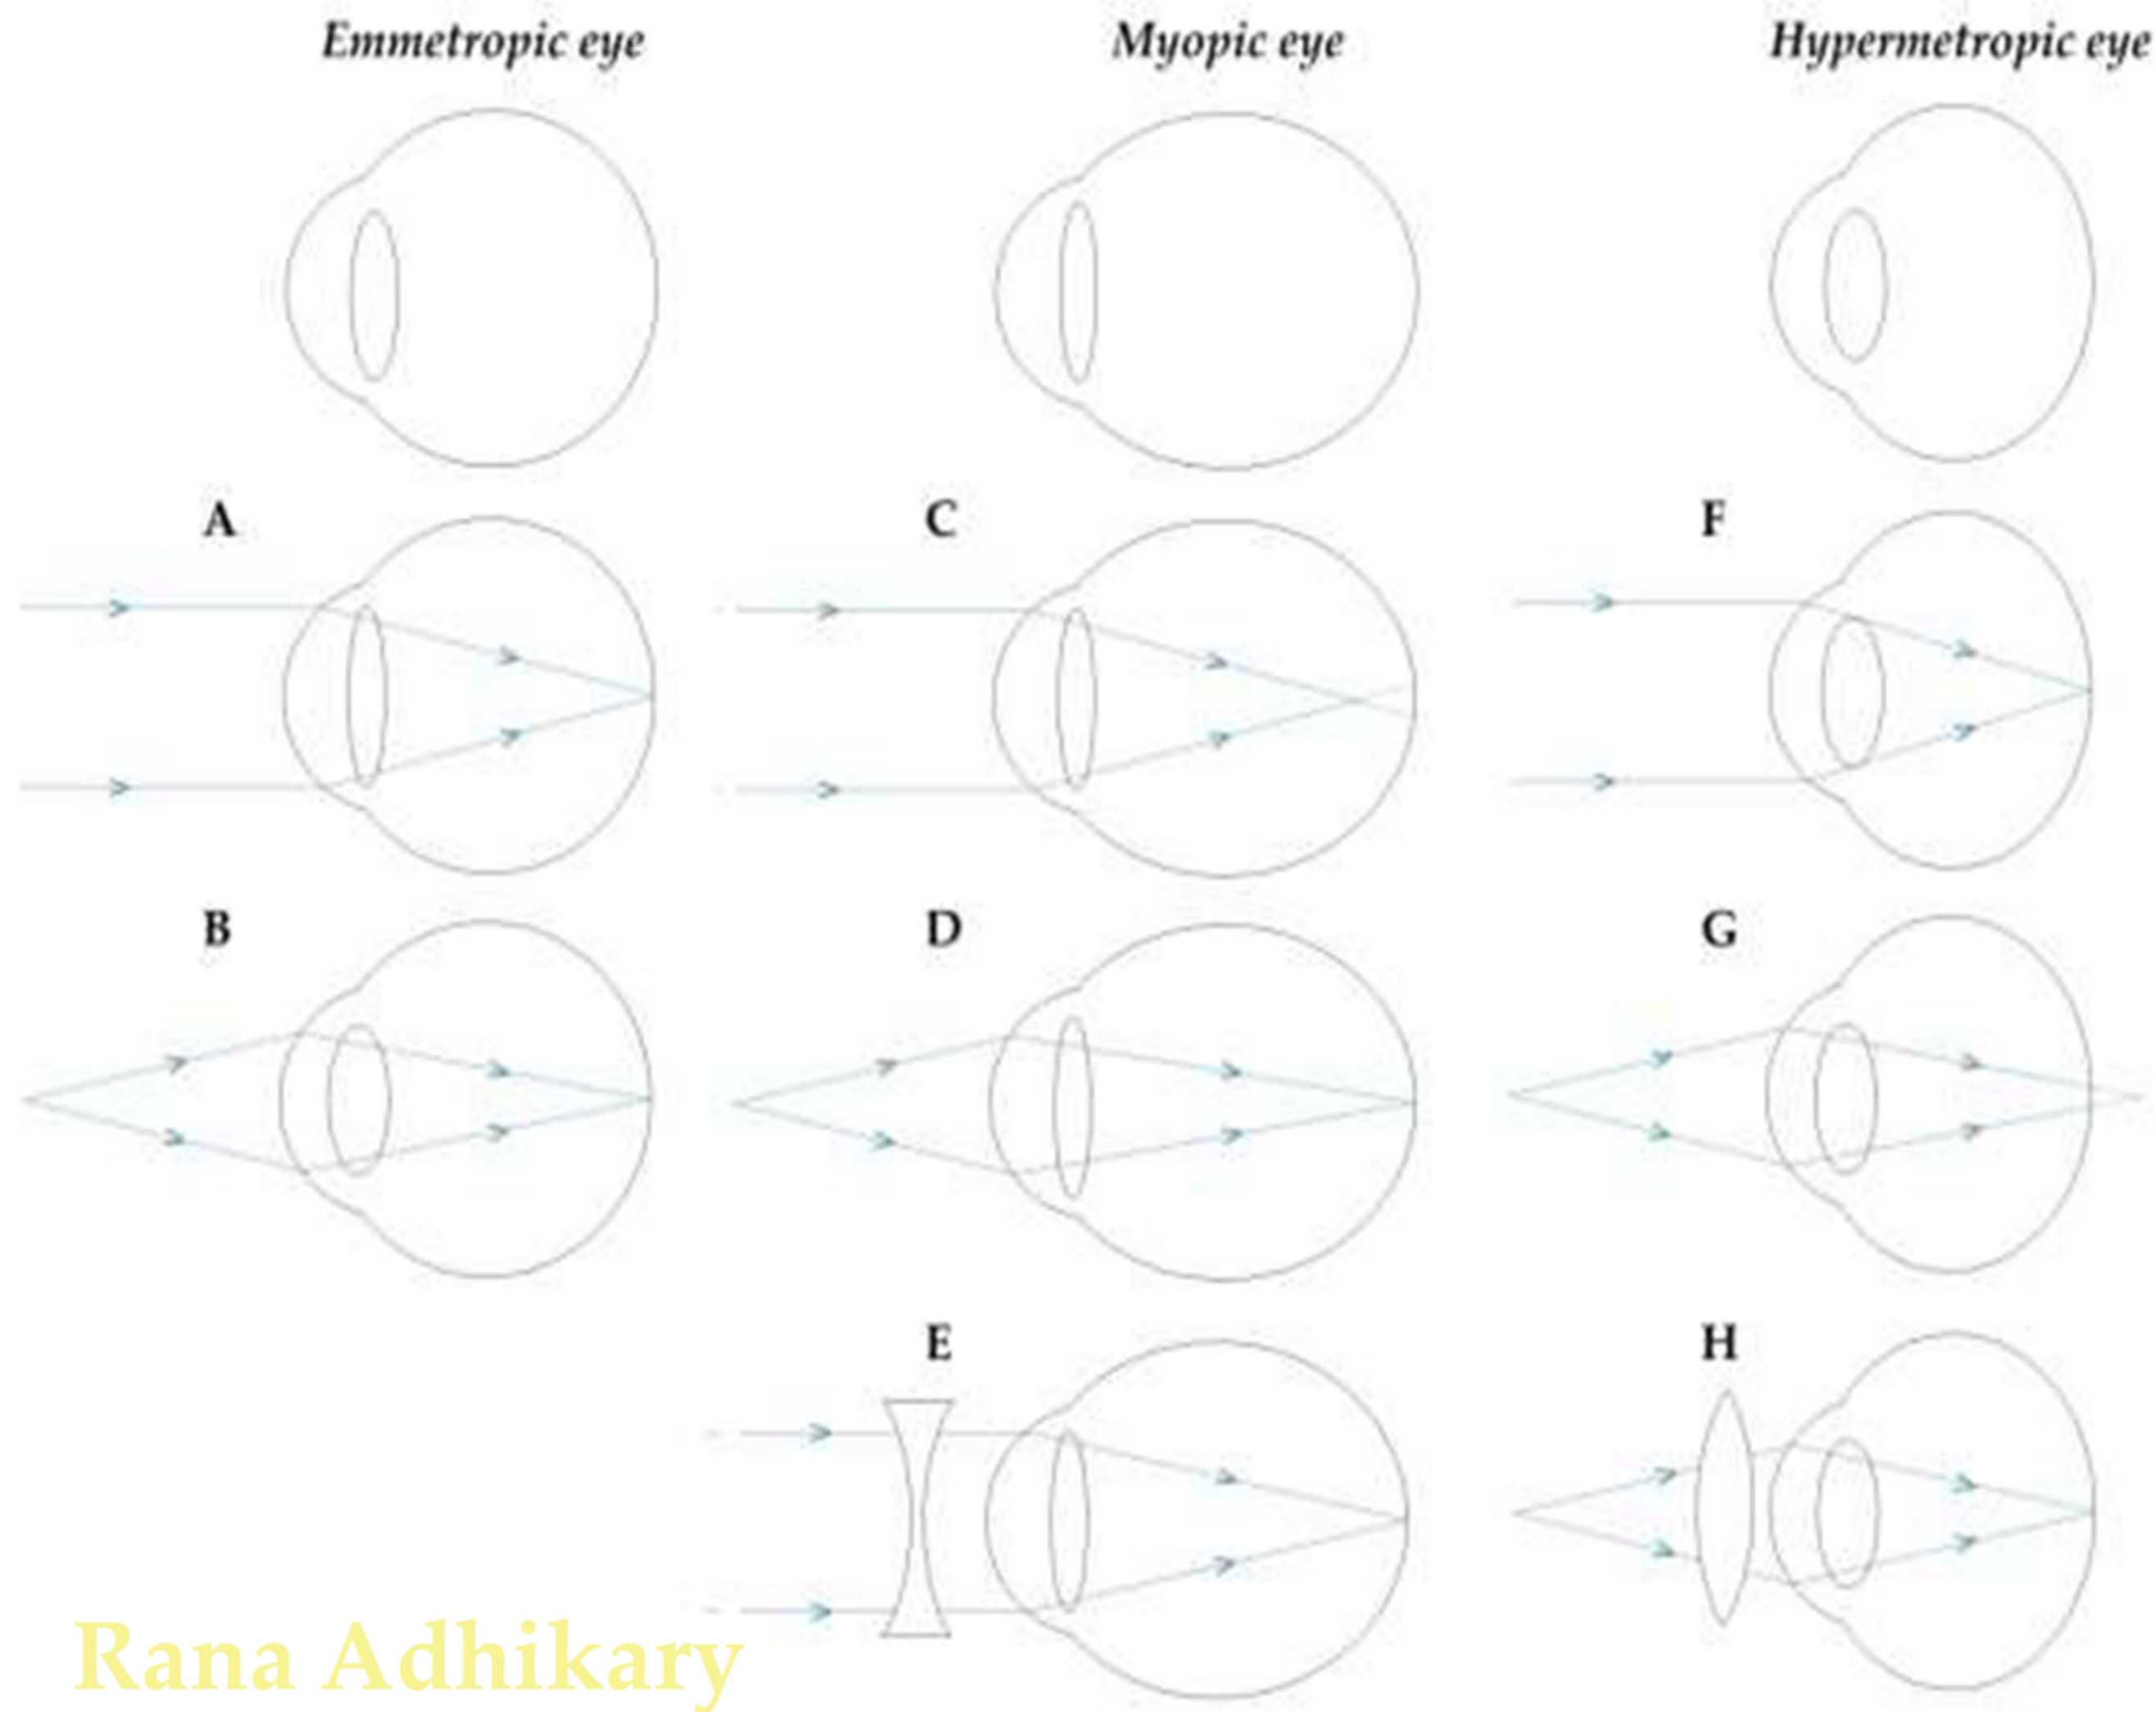 Emmetropic eye
Myopic eye
Hypermetropic eye
A
C
F
B
D
G
E
H
Rana Adhikary